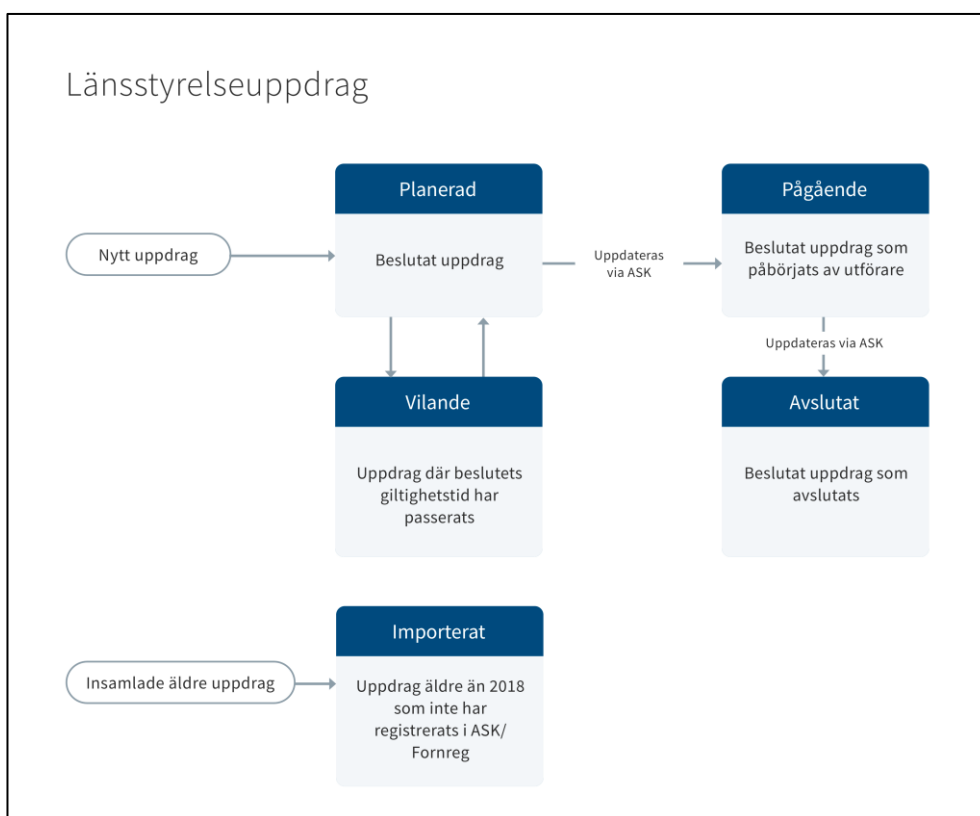 Länsstyrelseuppdrag
Planerad
Pågående
Nytt uppdrag
Beslutat uppdrag
Uppdateras
via ASK
Beslutat uppdrag som
påbörjats av utförare
Uppdateras via ASK
Vilande
Avslutat
Uppdrag där beslutets
giltighetstid har
passerats
Beslutat uppdrag som
avslutats
Importerat
Insamlade äldre uppdrag
Uppdrag äldre än 2018
som inte har
registrerats i ASK/
Fornreg